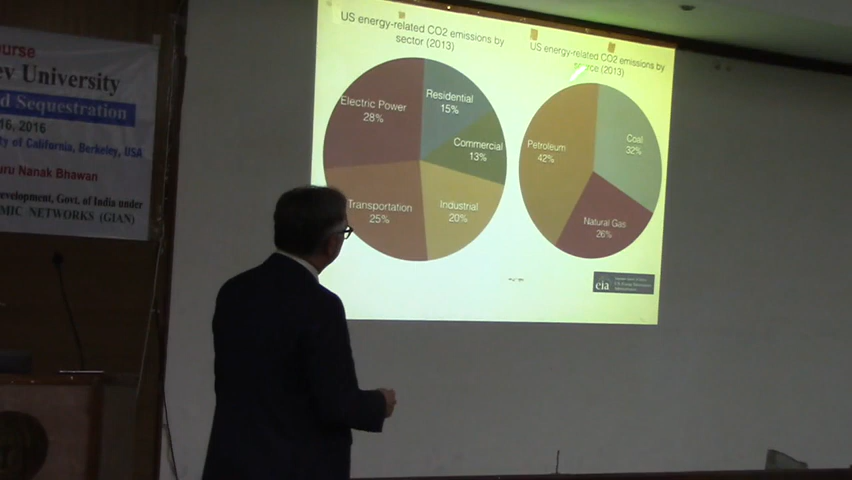 urse
ev University
d Sequestration
16, 2016
ty of California, Berkeley, USA
uru Nanak Bhawan
evelopment, Govt. of India under
MIC NETWORKS (GIAN)
US energy-related CO2 emissions by
sector (2013)
Electric Power
28%
Residential
15%
Commercial
13%
Transportation
25%
Industrial
20%
US energy-related CO2 emissions by
source (2013)
Petroleum
42%
Coal
32%
Natural Gas
26%
eia